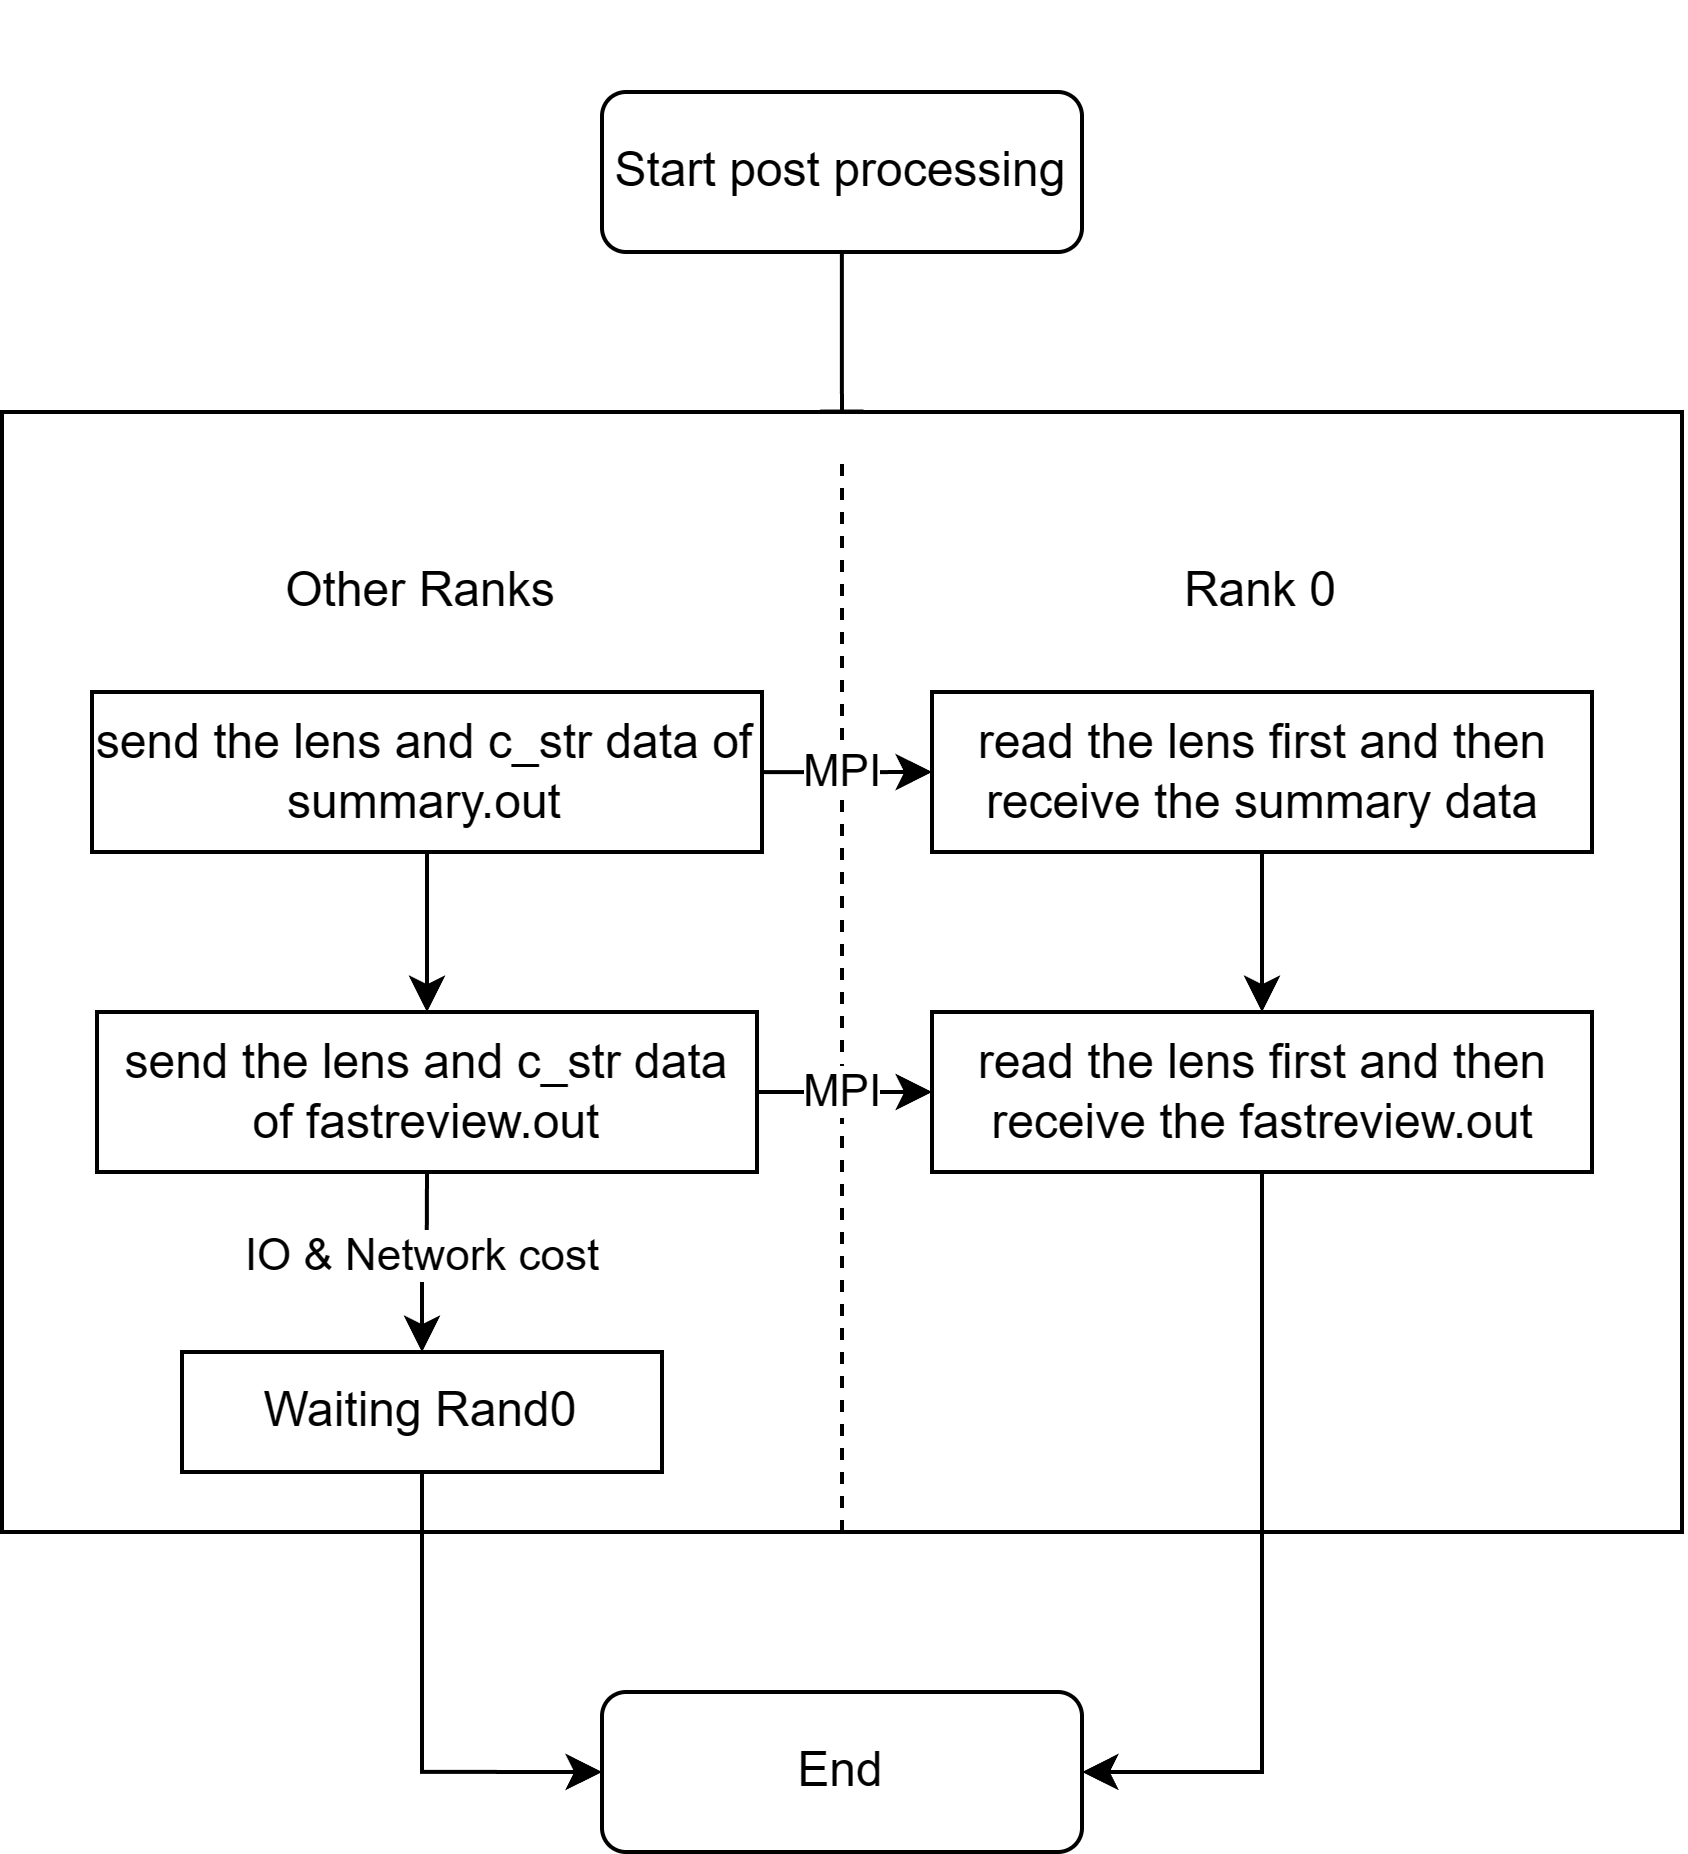 Start post processing
Other Ranks
Rank 0
send the lens and c_str data of
summary.out
MPI
read the lens first and then
receive the summary data
send the lens and c_str data
of fastreview.out
MPI
read the lens first and then
receive the fastreview.out
IO & Network cost
Waiting Rand0
End